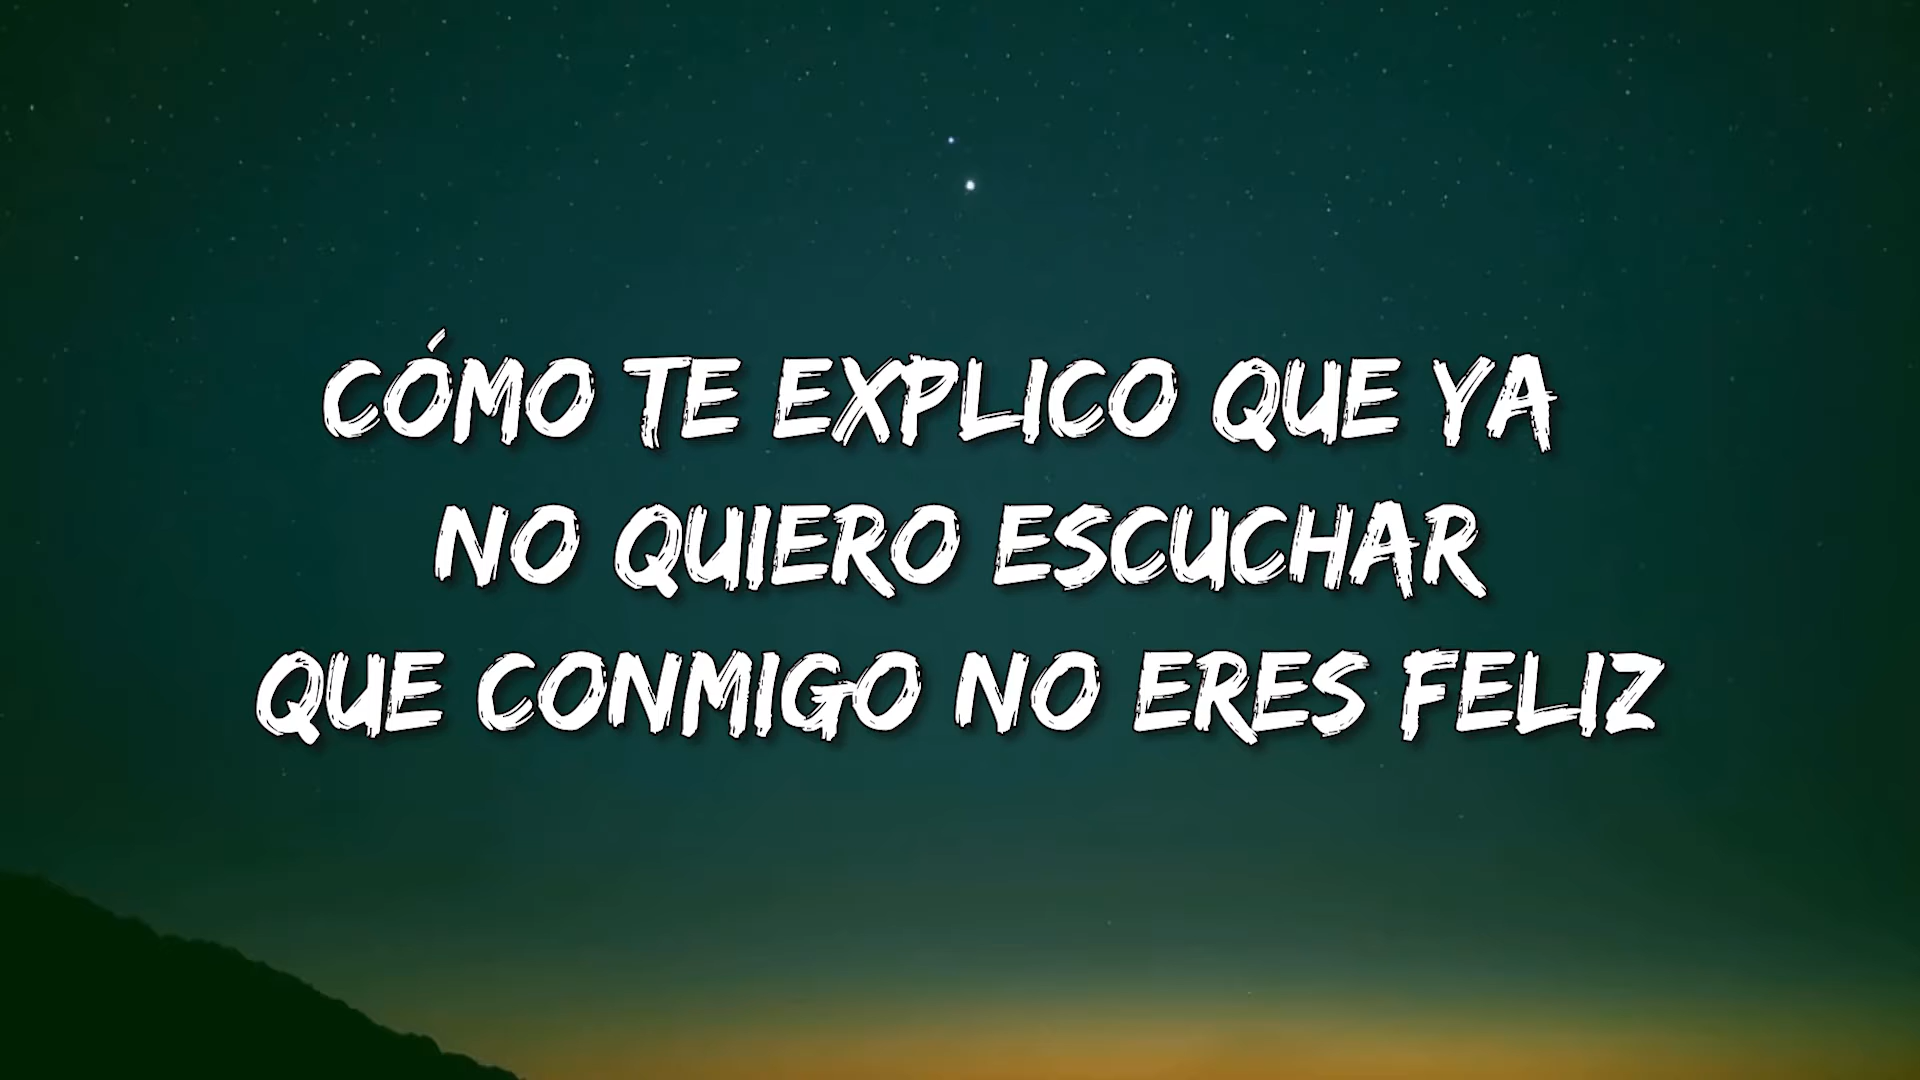 CÓMO TE EXPLICO QUE YA
NO QUIERO ESCUCHAR
QUE CONMIGO NO ERES FELIZ